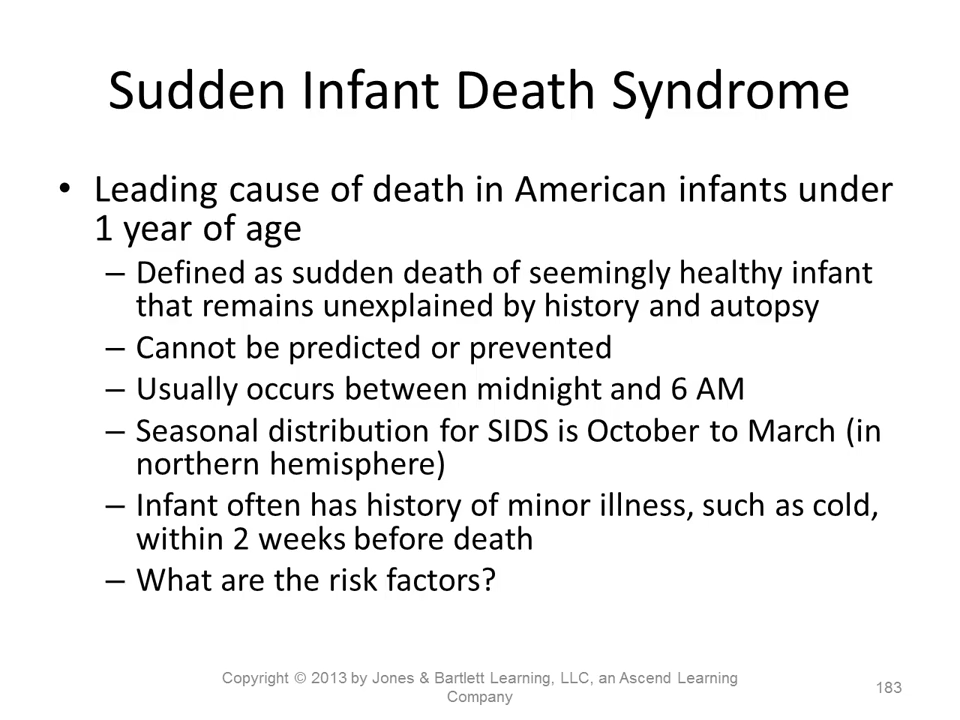 Sudden Infant Death Syndrome
• Leading cause of death in American infants under
1 year of age
– Defined as sudden death of seemingly healthy infant
that remains unexplained by history and autopsy
– Cannot be predicted or prevented
– Usually occurs between midnight and 6 AM
– Seasonal distribution for SIDS is October to March (in
northern hemisphere)
– Infant often has history of minor illness, such as cold,
within 2 weeks before death
– What are the risk factors?
Copyright © 2013 by Jones & Bartlett Learning, LLC, an Ascend Learning
Company
183